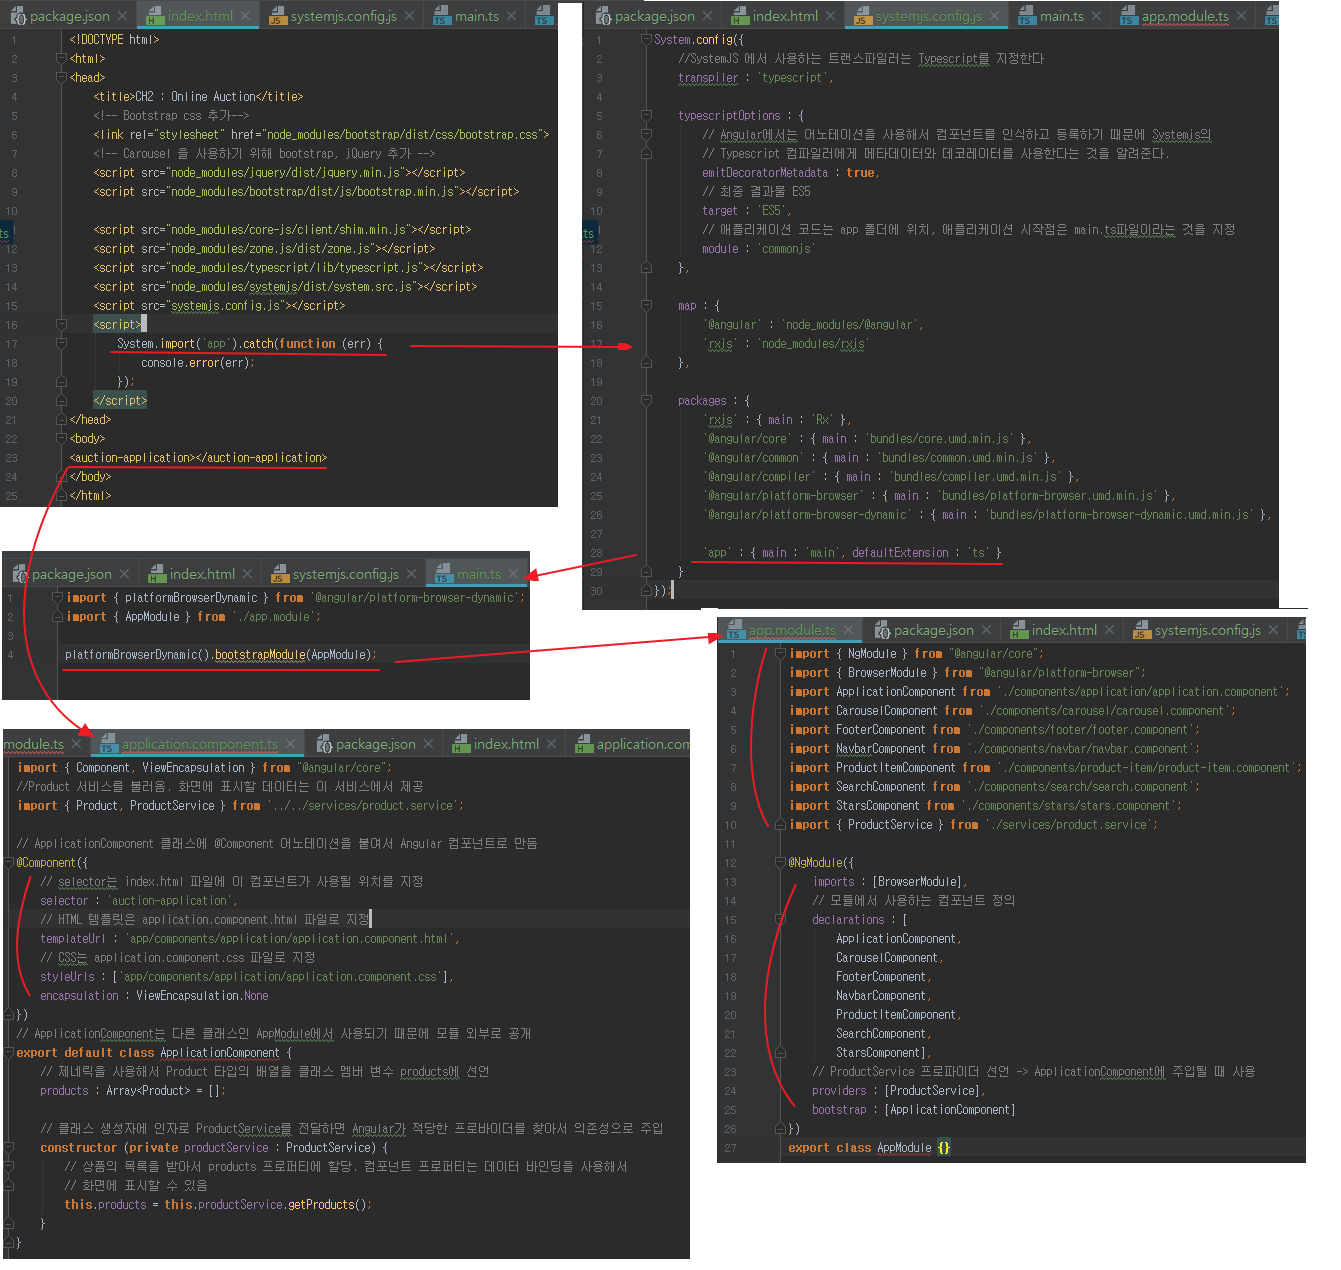 package.json
index.html
systemjs.config.js
main.ts
1 <!DOCTYPE html>
2 <html>
3 <head>
4 <title>CH2 : Online Auction</title>
5 <!-- Bootstrap css 추가-->
6 <link rel="stylesheet" href="node_modules/bootstrap/dist/css/bootstrap.css">
7 <!-- Carousel 을 사용하기 위해 bootstrap, jQuery 추가 -->
8 <script src="node_modules/jquery/dist/jquery.min.js"></script>
9 <script src="node_modules/bootstrap/dist/js/bootstrap.min.js"></script>
10
ts <script src="node_modules/core-js/client/shim.min.js"></script>
12 <script src="node_modules/zone.js/dist/zone.js"></script>
13 <script src="node_modules/typescript/lib/typescript.js"></script>
14 <script src="node_modules/systemjs/dist/system.src.js"></script>
15 <script src="systemjs.config.js"></script>
16 <script>
17 System.import('app').catch(function (err) {
18 console.error(err);
19 });
20 </script>
21 </head>
22 <body>
23 <auction-application></auction-application>
24 </body>
25 </html>
package.json
index.html
systemjs.config.js
main.ts
app.module.ts
1 System.config({
2 //SystemJS 에서 사용하는 트랜스파일러는 Typescript를 지정한다
3 transpiler : 'typescript',
4
5 typescriptOptions : {
6 // Angular에서는 어노테이션을 사용해서 컴포넌트를 인식하고 등록하기 때문에 Systemjs의
7 // Typescript 컴파일러에게 메타데이터와 데코레이터를 사용한다는 것을 알려준다.
8 emitDecoratorMetadata : true,
9 // 최종 결과물 ES5
10 target : 'ES5',
ts // 애플리케이션 코드는 app 폴더에 위치, 애플리케이션 시작점은 main.ts파일이라는 것을 지정
12 module : 'commonjs'
13 },
14
15 map : {
16 '@angular' : 'node_modules/@angular',
17 'rxjs' : 'node_modules/rxjs'
18 },
19
20 packages : {
21 'rxjs' : { main : 'Rx' },
22 '@angular/core' : { main : 'bundles/core.umd.min.js' },
23 '@angular/common' : { main : 'bundles/common.umd.min.js' },
24 '@angular/compiler' : { main : 'bundles/compiler.umd.min.js' },
25 '@angular/platform-browser' : { main : 'bundles/platform-browser.umd.min.js' },
26 '@angular/platform-browser-dynamic' : { main : 'bundles/platform-browser-dynamic.umd.min.js' },
27
28 'app' : { main : 'main', defaultExtension : 'ts' }
29 }
30 });
package.json
index.html
systemjs.config.js
main.ts
1 import { platformBrowserDynamic } from '@angular/platform-browser-dynamic';
2 import { AppModule } from './app.module';
3
4 platformBrowserDynamic().bootstrapModule(AppModule);
app.module.ts
package.json
index.html
systemjs.config.js
1 import { NgModule } from "@angular/core";
2 import { BrowserModule } from "@angular/platform-browser";
3 import ApplicationComponent from './components/application/application.component';
4 import CarouselComponent from './components/carousel/carousel.component';
5 import FooterComponent from './components/footer/footer.component';
6 import NavbarComponent from './components/navbar/navbar.component';
7 import ProductItemComponent from './components/product-item/product-item.component';
8 import SearchComponent from './components/search/search.component';
9 import StarsComponent from './components/stars/stars.component';
10 import { ProductService } from './services/product.service';
11
12 @NgModule({
13 imports : [BrowserModule],
14 // 모듈에서 사용하는 컴포넌트 정의
15 declarations : [
16 ApplicationComponent,
17 CarouselComponent,
18 FooterComponent,
19 NavbarComponent,
20 ProductItemComponent,
21 SearchComponent,
22 StarsComponent],
23 // ProductService 프로파이더 선언 -> ApplicationComponent에 주입될 때 사용
24 providers : [ProductService],
25 bootstrap : [ApplicationComponent]
26 })
27 export class AppModule {}
module.ts
application.component.ts
package.json
index.html
application.com
import { Component, ViewEncapsulation } from "@angular/core";
//Product 서비스를 불러옴. 화면에 표시할 데이터는 이 서비스에서 제공
import { Product, ProductService } from '../../services/product.service';
// ApplicationComponent 클래스에 @Component 어노테이션을 붙여서 Angular 컴포넌트로 만듬
@Component({
// selector는 index.html 파일에 이 컴포넌트가 사용될 위치를 지정
selector : 'auction-application',
// HTML 템플릿은 application.component.html 파일로 지정
templateUrl : 'app/components/application/application.component.html',
// CSS는 application.component.css 파일로 지정
styleUrls : ['app/components/application/application.component.css'],
encapsulation : ViewEncapsulation.None
})
// ApplicationComponent는 다른 클래스인 AppModule에서 사용되기 때문에 모듈 외부로 공개
export default class ApplicationComponent {
// 제네릭을 사용해서 Product 타입의 배열을 클래스 멤버 변수 products에 선언
products : Array<Product> = [];
// 클래스 생성자에 인자로 ProductService를 전달하면 Angular가 적당한 프로바이더를 찾아서 의존성으로 주입
constructor (private productService : ProductService) {
// 상품의 목록을 받아서 products 프로퍼티에 할당. 컴포넌트 프로퍼티는 데이터 바인딩을 사용해서
// 화면에 표시할 수 있음
this.products = this.productService.getProducts();
}
}